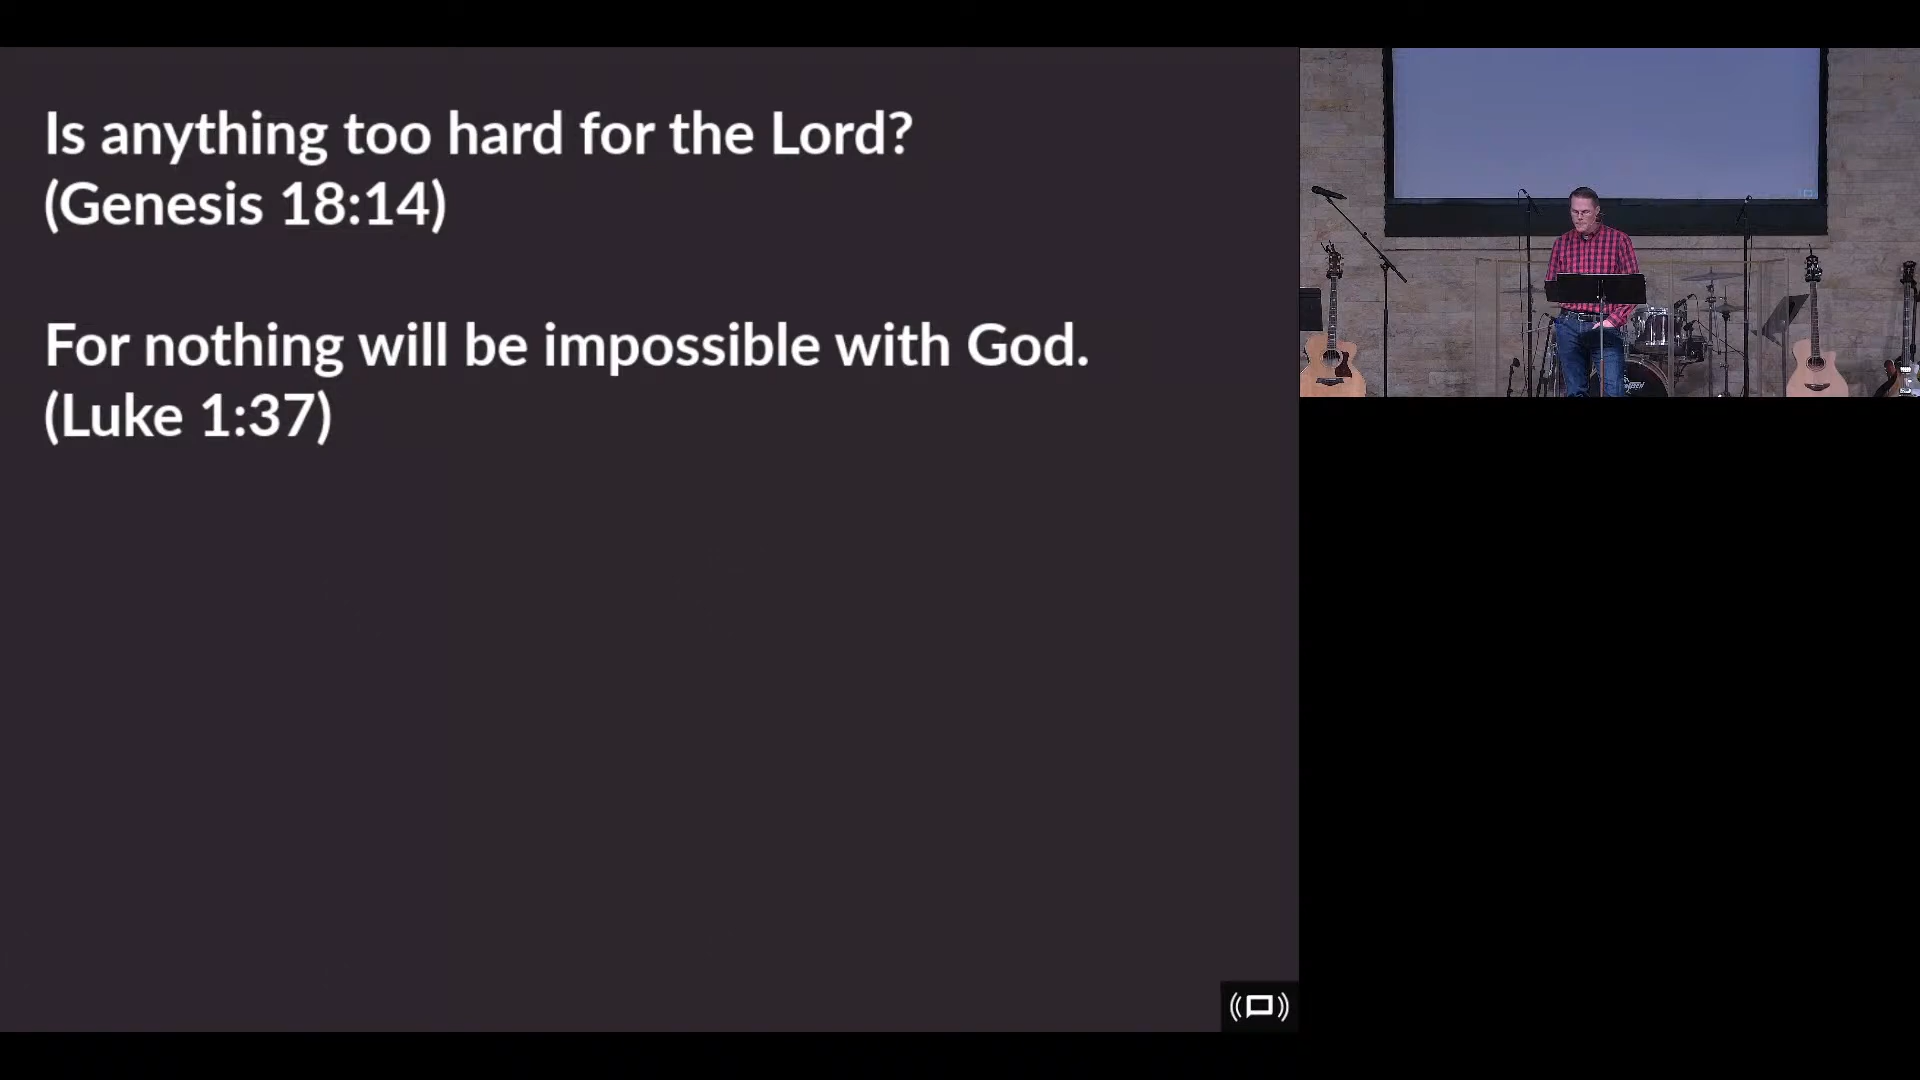 Is anything too hard for the Lord?
(Genesis 18:14)
For nothing will be impossible with God.
(Luke 1:37)